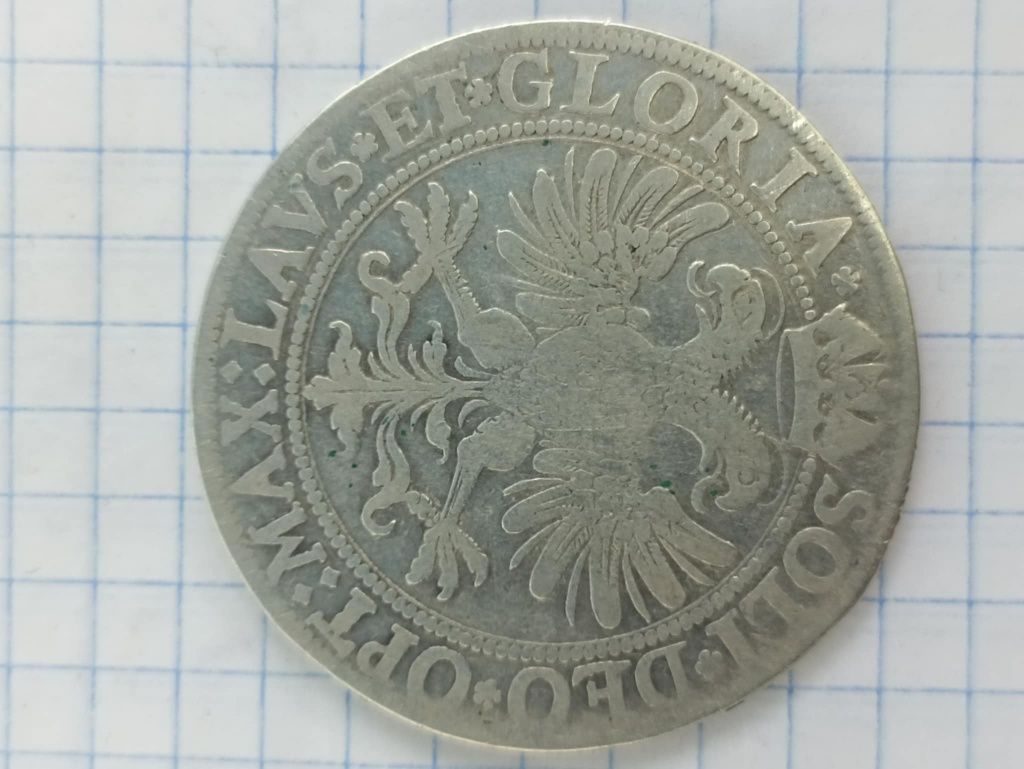 SOLI * DEO * OPT : MAX : LAVS * ET * GLORIA *